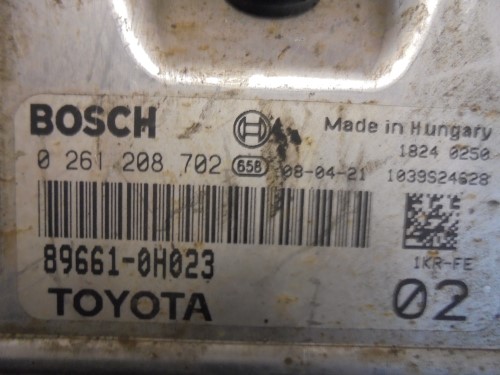 BOSCH Made in Hungary
1824 0250
0 261 208 702 658 08-04-21 1039S24628
89661-0H023
1KR-FE
TOYOTA 02